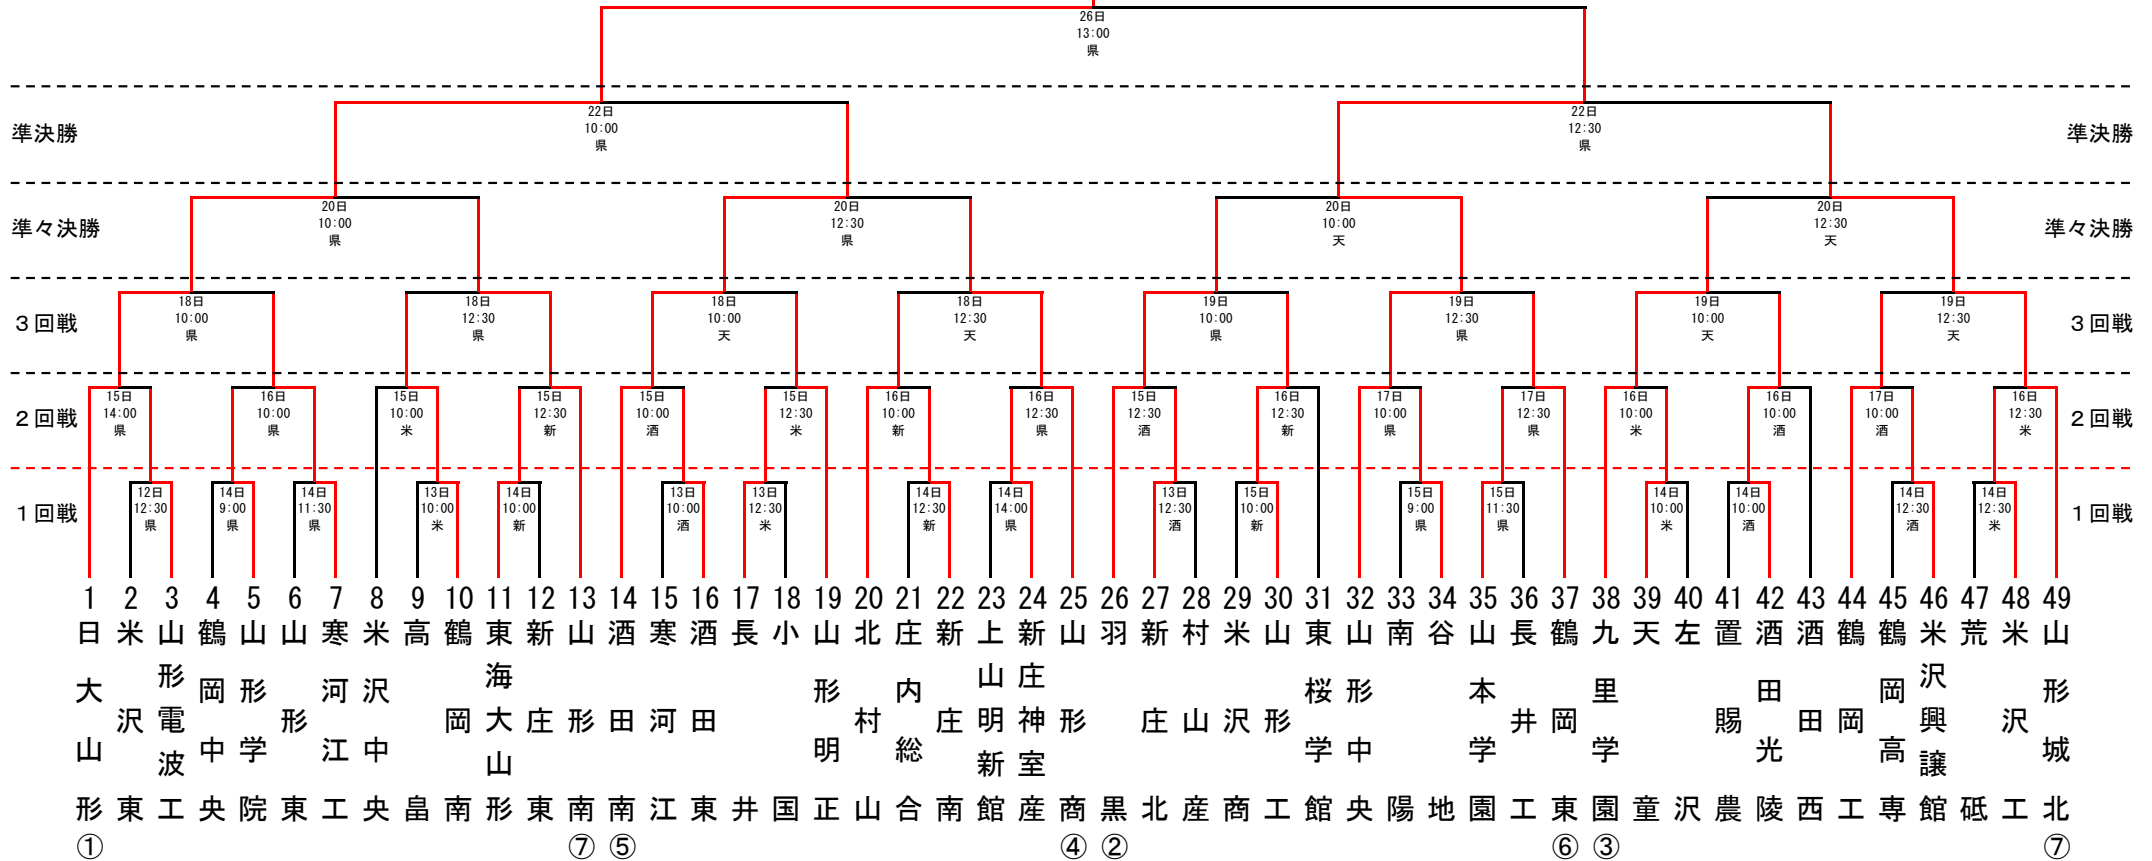 26日
13:00
県
準決勝
22日
10:00
県
22日
12:30
県
準決勝
準々決勝
20日
10:00
県
20日
12:30
県
20日
10:00
天
20日
12:30
天
準々決勝
3回戦
18日
10:00
県
18日
12:30
県
18日
10:00
天
18日
12:30
天
19日
10:00
県
19日
12:30
県
19日
10:00
天
19日
12:30
天
3回戦
2回戦
15日
14:00
県
16日
10:00
県
15日
10:00
米
15日
12:30
新
15日
10:00
酒
15日
12:30
米
16日
10:00
新
16日
12:30
県
15日
12:30
酒
16日
12:30
新
17日
10:00
県
17日
12:30
県
16日
10:00
米
16日
10:00
酒
17日
10:00
酒
16日
12:30
米
2回戦
1回戦
12日
12:30
県
14日
9:00
県
14日
11:30
県
13日
10:00
米
14日
10:00
新
13日
10:00
酒
13日
12:30
米
14日
12:30
新
14日
14:00
県
13日
12:30
酒
15日
10:00
新
15日
9:00
県
15日
11:30
県
14日
10:00
米
14日
10:00
酒
14日
12:30
酒
14日
12:30
米
1回戦
1
日大山形
①
2
米沢東
3
山形電波工
4
鶴岡中央
5
山形学院
6
山形東
7
寒河江工
8
米沢中央
9
高畠
10
鶴岡南
11
東海大山形
12
新庄東
13
山形南
⑦
14
酒田南
⑤
15
寒河江
16
酒田東
17
長井
18
小国
19
山形明正
20
北村山
21
庄内総合
22
新庄南
23
上山明新館
24
新庄神室産
25
山形商
④
26
羽黒
②
27
新庄北
28
村山産
29
米沢商
30
山形工
31
東桜学館
32
山形中央
33
南陽
34
谷地
35
山本学園
36
長井工
37
鶴岡東
⑥
38
九里学園
③
39
天童
40
左沢
41
置賜農
42
酒田光陵
43
酒田西
44
鶴岡工
45
鶴岡高専
46
米沢興譲館
47
荒砥
48
米沢工
49
山形城北
⑦